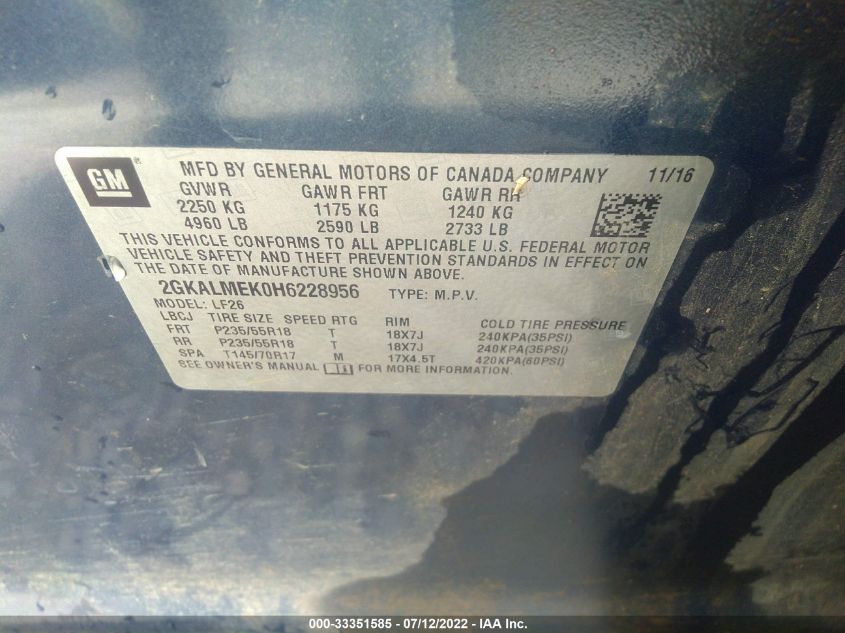 GM ® MFD BY GENERAL MOTORS OF CANADA COMPANY 11/16
GVWR GAWR FRT GAWR RR
2250 KG 1175 KG 1240 KG
4960 LB 2590 LB 2733 LB
THIS VEHICLE CONFORMS TO ALL APPLICABLE U.S. FEDERAL MOTOR
VEHICLE SAFETY AND THEFT PREVENTION STANDARDS IN EFFECT ON
THE DATE OF MANUFACTURE SHOWN ABOVE.
2GKALMEK0H6228956 TYPE: M.P.V.
MODEL: LF26
LBCJ TIRE SIZE SPEED RTG RIM COLD TIRE PRESSURE
FRT P235/55R18 T 18X7J 240KPA(35PSI)
RR P235/55R18 T 18X7J 240KPA(35PSI)
SPA T145/70R17 M 17X4.5T 420KPA(60PSI)
SEE OWNER'S MANUAL FOR MORE INFORMATION.
000-33351585 - 07/12/2022 - IAA Inc.